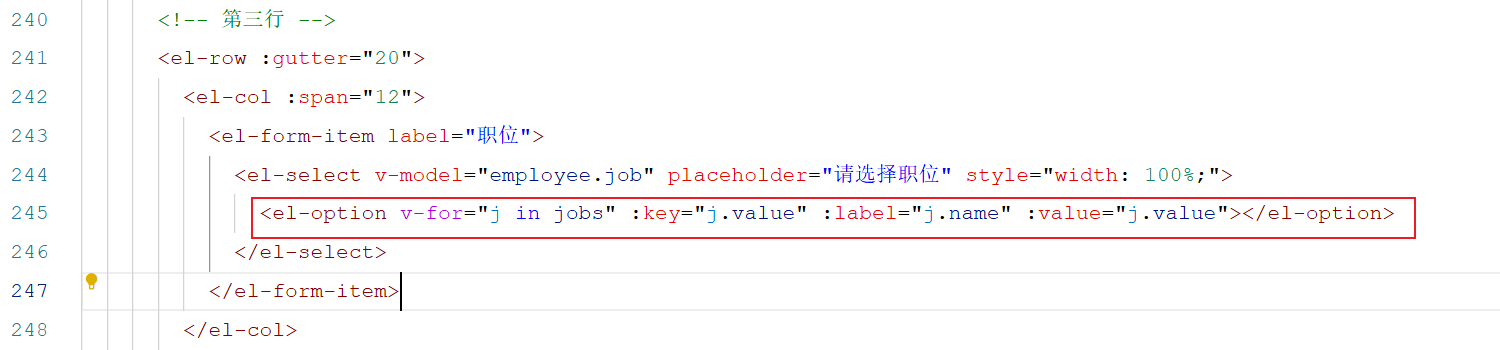 240 <!-- 第三行 -->
241 <el-row :gutter="20">
242 <el-col :span="12">
243 <el-form-item label="职位">
244 <el-select v-model="employee.job" placeholder="请选择职位" style="width: 100%;">
245 <el-option v-for="j in jobs" :key="j.value" :label="j.name" :value="j.value"></el-option>
246 </el-select>
247 </el-form-item>
248 </el-col>